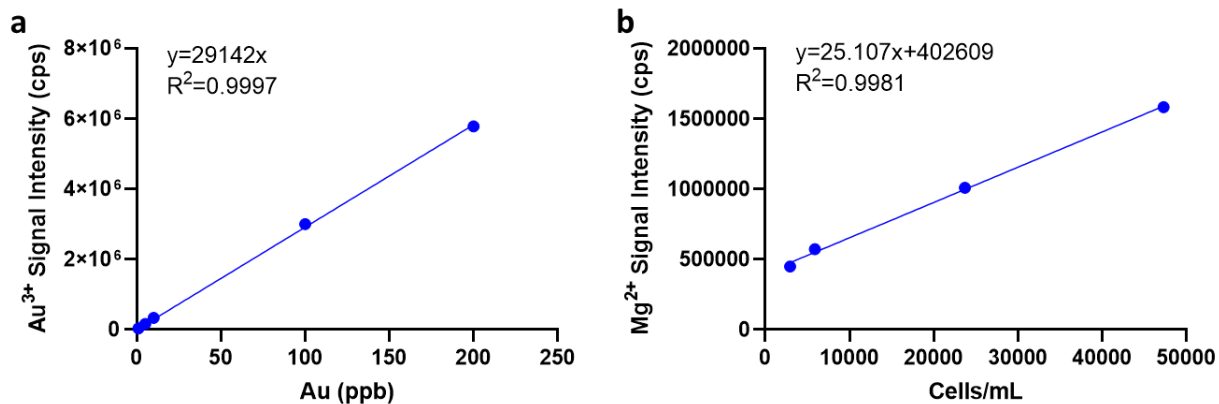 a
y=29142x
R²=0.9997
Au³⁺ Signal Intensity (cps)
8×10⁶
6×10⁶
4×10⁶
2×10⁶
0
0 50 100 150 200 250
Au (ppb)
b
y=25.107x+402609
R²=0.9981
Mg²⁺ Signal Intensity (cps)
2000000
1500000
1000000
500000
0
0 10000 20000 30000 40000 50000
Cells/mL